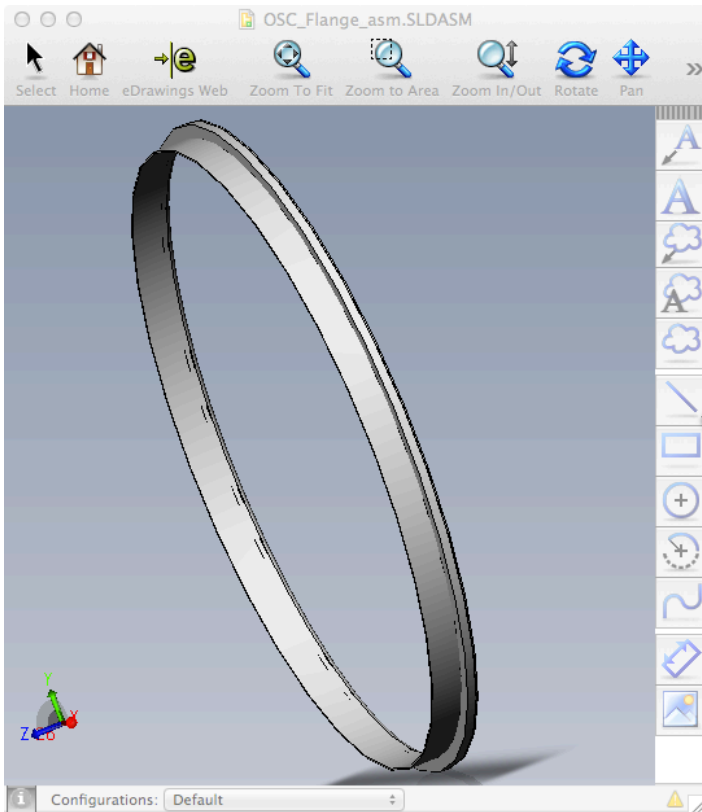 OSC_Flange_asm.SLDASM
Select Home eDrawings Web Zoom To Fit Zoom to Area Zoom In/Out Rotate Pan
A
A
A
Y
Z
Configurations: Default